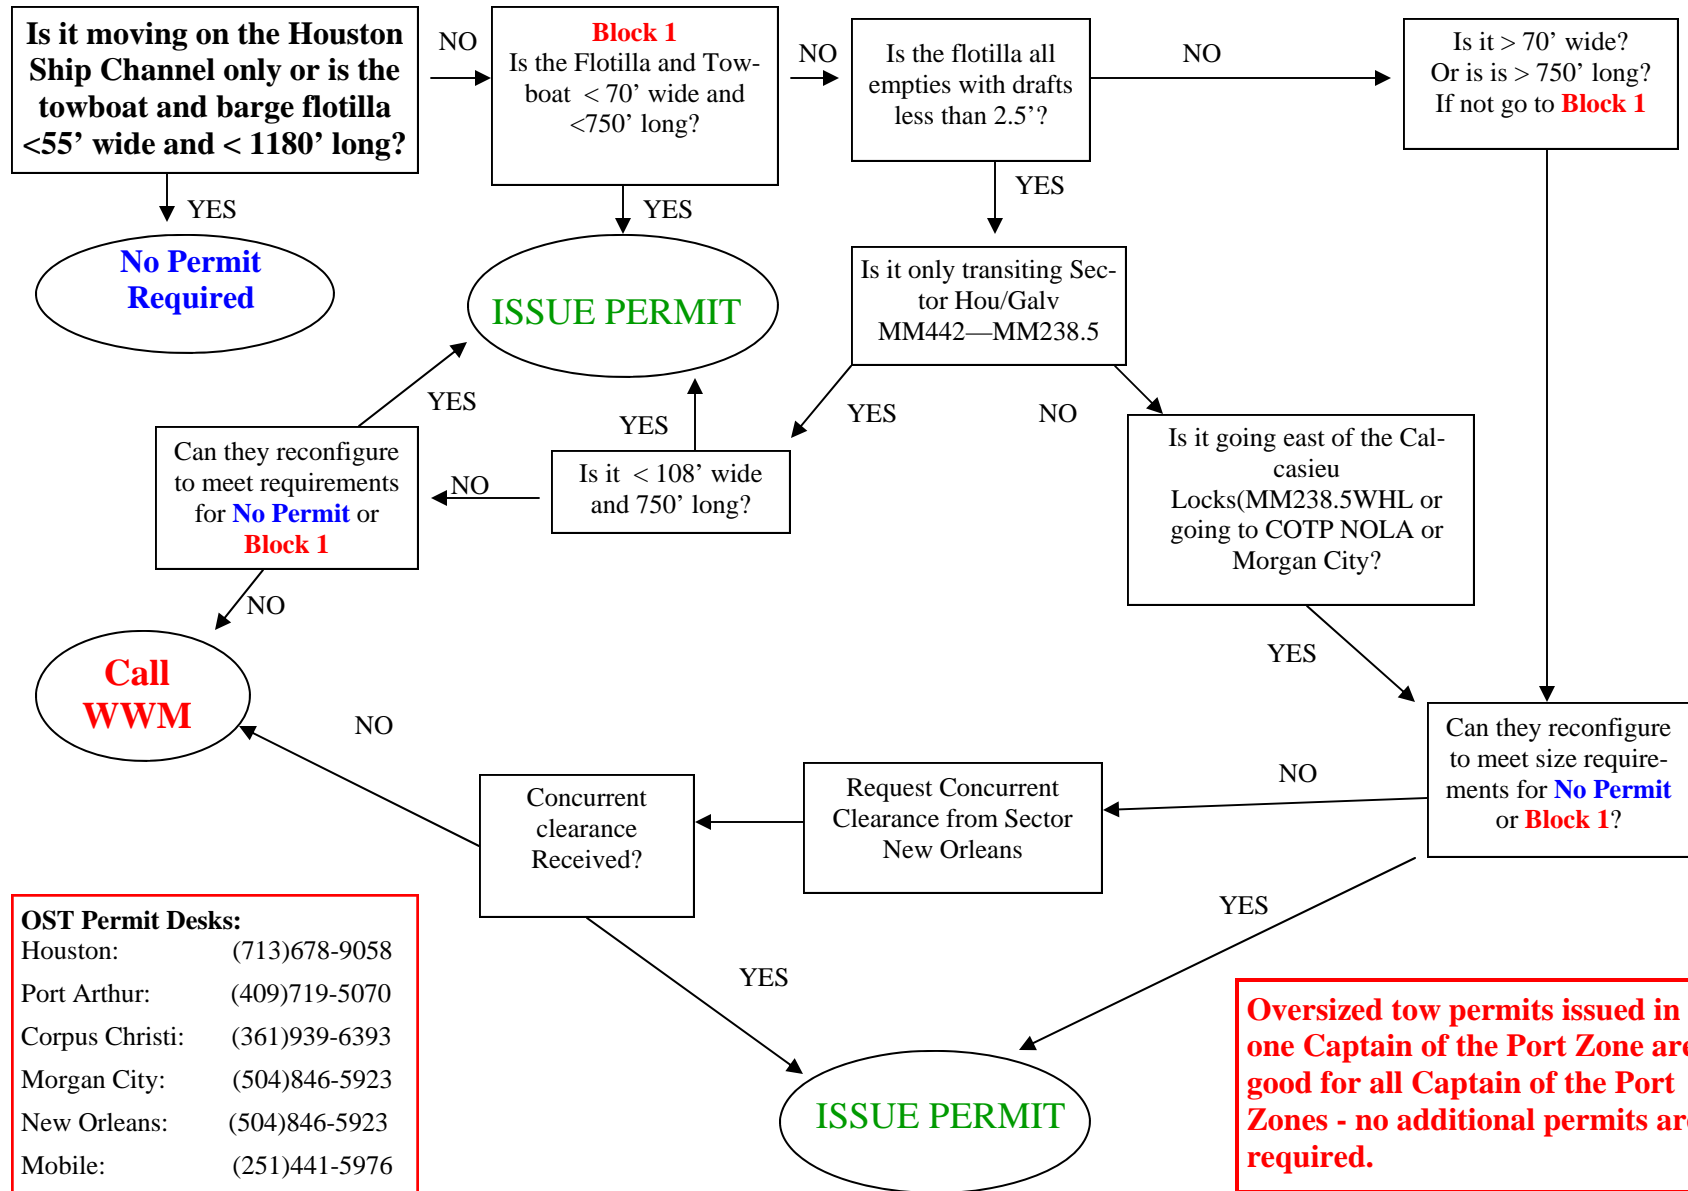 Is it moving on the Houston
Ship Channel only or is the
towboat and barge flotilla
<55’ wide and < 1180’ long?
NO
Block 1
Is the Flotilla and Tow-
boat < 70’ wide and
<750’ long?
NO
Is the flotilla all
empties with drafts
less than 2.5’?
NO
Is it > 70’ wide?
Or is is > 750’ long?
If not go to Block 1
YES
YES
YES
No Permit
Required
ISSUE PERMIT
Is it only transiting Sec-
tor Hou/Galv
MM442—MM238.5
YES
NO
YES
YES
Can they reconfigure
to meet requirements
for No Permit or
Block 1
NO
Is it < 108’ wide
and 750’ long?
Is it going east of the Cal-
casieu
Locks(MM238.5WHL or
going to COTP NOLA or
Morgan City?
NO
YES
Call
WWM
NO
Concurrent
clearance
Received?
Request Concurrent
Clearance from Sector
New Orleans
NO
Can they reconfigure
to meet size require-
ments for No Permit
or Block 1?
YES
YES
ISSUE PERMIT
OST Permit Desks:
Houston: (713)678-9058
Port Arthur: (409)719-5070
Corpus Christi: (361)939-6393
Morgan City: (504)846-5923
New Orleans: (504)846-5923
Mobile: (251)441-5976
Oversized tow permits issued in
one Captain of the Port Zone are
good for all Captain of the Port
Zones - no additional permits are
required.